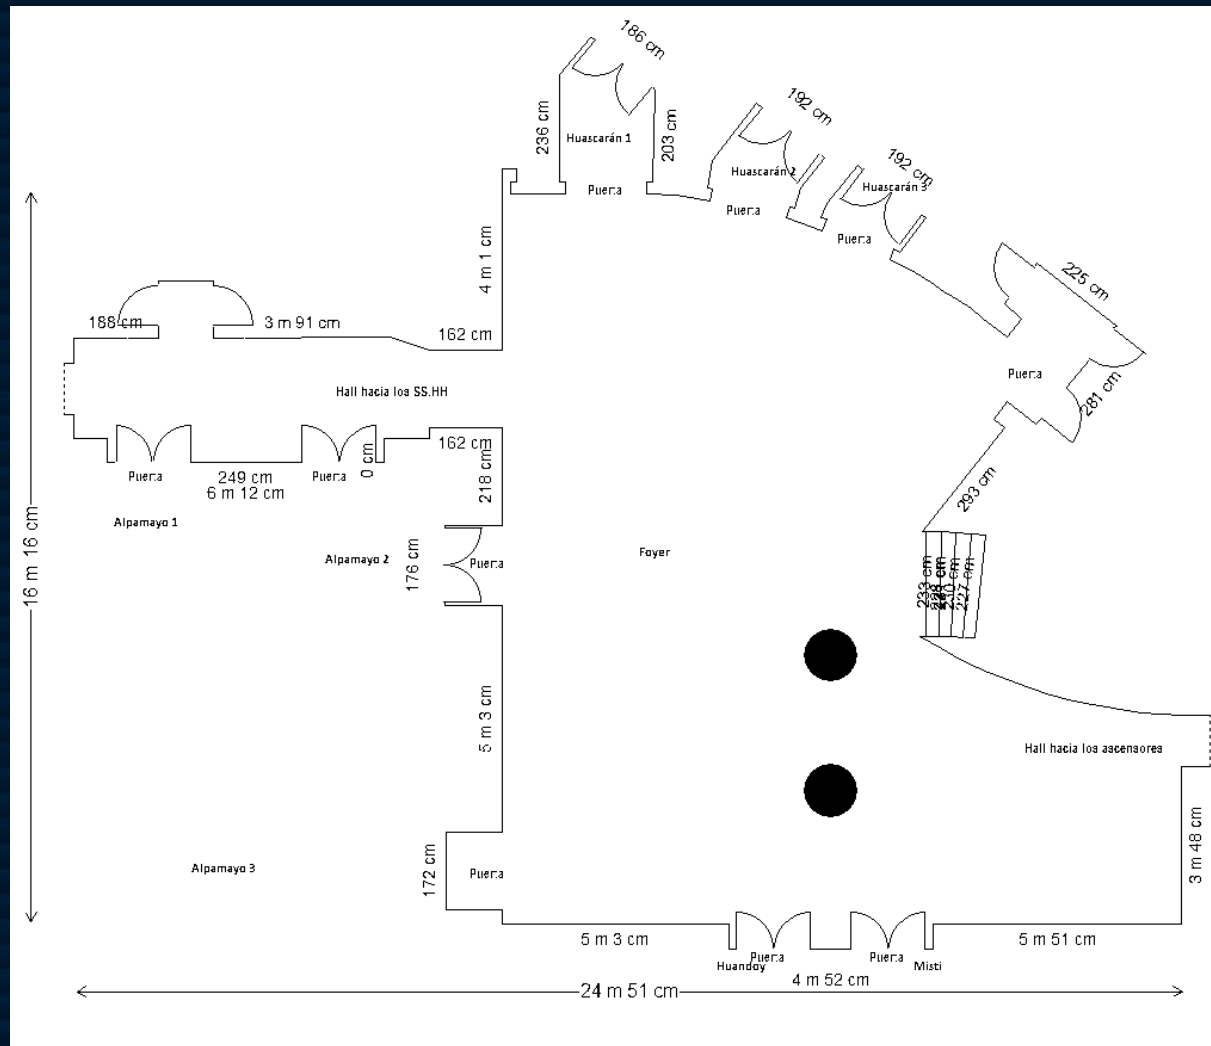 186 cm
192 cm
192 cm
236 cm
Huascarán 1
203 cm
Huascarán 2
Huascarán 3
Puerta
Puerta
Puerta
4 m 1 cm
225 cm
188 cm
3 m 91 cm
162 cm
Puerta
281 cm
Hall hacia los SS.HH
162 cm
218 cm
0 cm
Puerta
249 cm
Puerta
6 m 12 cm
293 cm
Alpamayo 1
16 m 16 cm
Alpamayo 2
176 cm
Puerta
Foyer
233 cm
230 cm
227 cm
5 m 3 cm
Hall hacia los ascensores
Alpamayo 3
172 cm
Puerta
3 m 48 cm
5 m 3 cm
5 m 51 cm
Puerta
Puerta
Huandoy
Misti
4 m 52 cm
24 m 51 cm